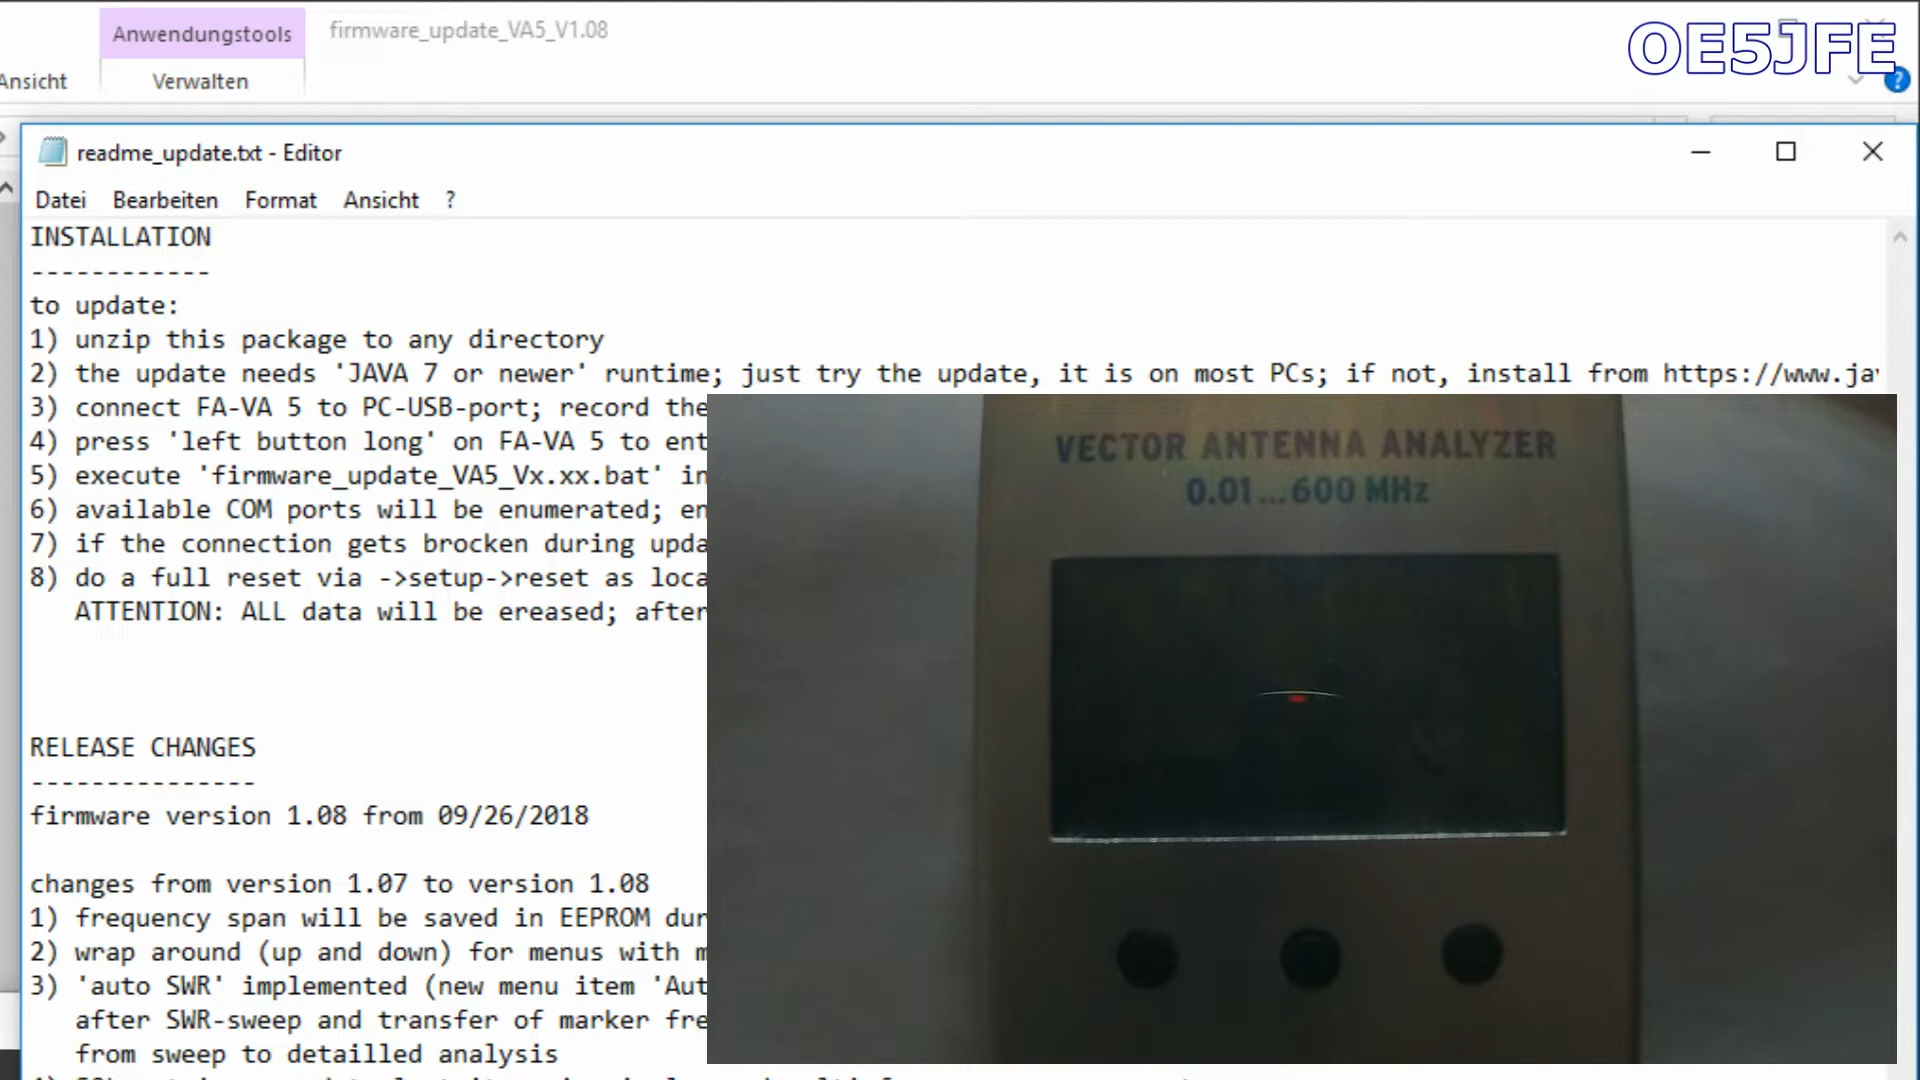 Anwendungstools
firmware_update_VA5_V1.08
OE5JFE
Ansicht
Verwalten
?
readme_update.txt - Editor
Datei Bearbeiten Format Ansicht ?
INSTALLATION
------------
to update:
1) unzip this package to any directory
2) the update needs 'JAVA 7 or newer' runtime; just try the update, it is on most PCs; if not, install from https://www.ja
3) connect FA-VA 5 to PC-USB-port; record the
4) press 'left button long' on FA-VA 5 to ent
5) execute 'firmware_update_VA5_Vx.xx.bat' in
6) available COM ports will be enumerated; en
7) if the connection gets brocken during upda
8) do a full reset via ->setup->reset as loca
ATTENTION: ALL data will be ereased; after
RELEASE CHANGES
---------------
firmware version 1.08 from 09/26/2018
changes from version 1.07 to version 1.08
1) frequency span will be saved in EEPROM dur
2) wrap around (up and down) for menus with m
3) 'auto SWR' implemented (new menu item 'Aut
after SWR-sweep and transfer of marker fre
from sweep to detailled analysis
VECTOR ANTENNA ANALYZER
0.01...600 MHz